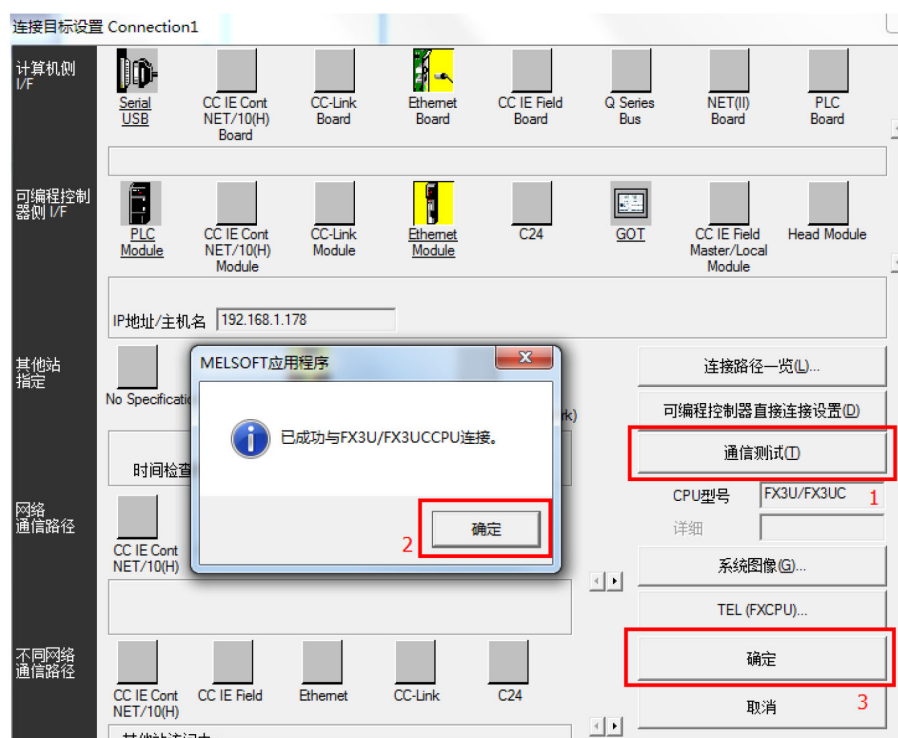 连接目标设置 Connection1
计算机侧
I/F
Serial
USB
CC IE Cont
NET/10(H)
Board
CC-Link
Board
Ethernet
Board
CC IE Field
Board
Q Series
Bus
NET(II)
Board
PLC
Board
可编程控制
器侧 I/F
PLC
Module
CC IE Cont
NET/10(H)
Module
CC-Link
Module
Ethernet
Module
C24
GOT
CC IE Field
Master/Local
Module
Head Module
IP地址/主机名 192.168.1.178
其他站
指定
No Specificati
时间检查
MELSOFT应用程序
已成功与FX3U/FX3UCCPU连接。
确定
2
连接路径一览(L)...
可编程控制器直接连接设置(D)
通信测试(T)
CPU型号 FX3U/FX3UC
1
详细
系统图像(G)...
TEL (FXCPU)...
确定
取消
3
网络
通信路径
CC IE Cont
NET/10(H)
不同网络
通信路径
CC IE Cont
NET/10(H)
CC IE Field
Ethernet
CC-Link
C24